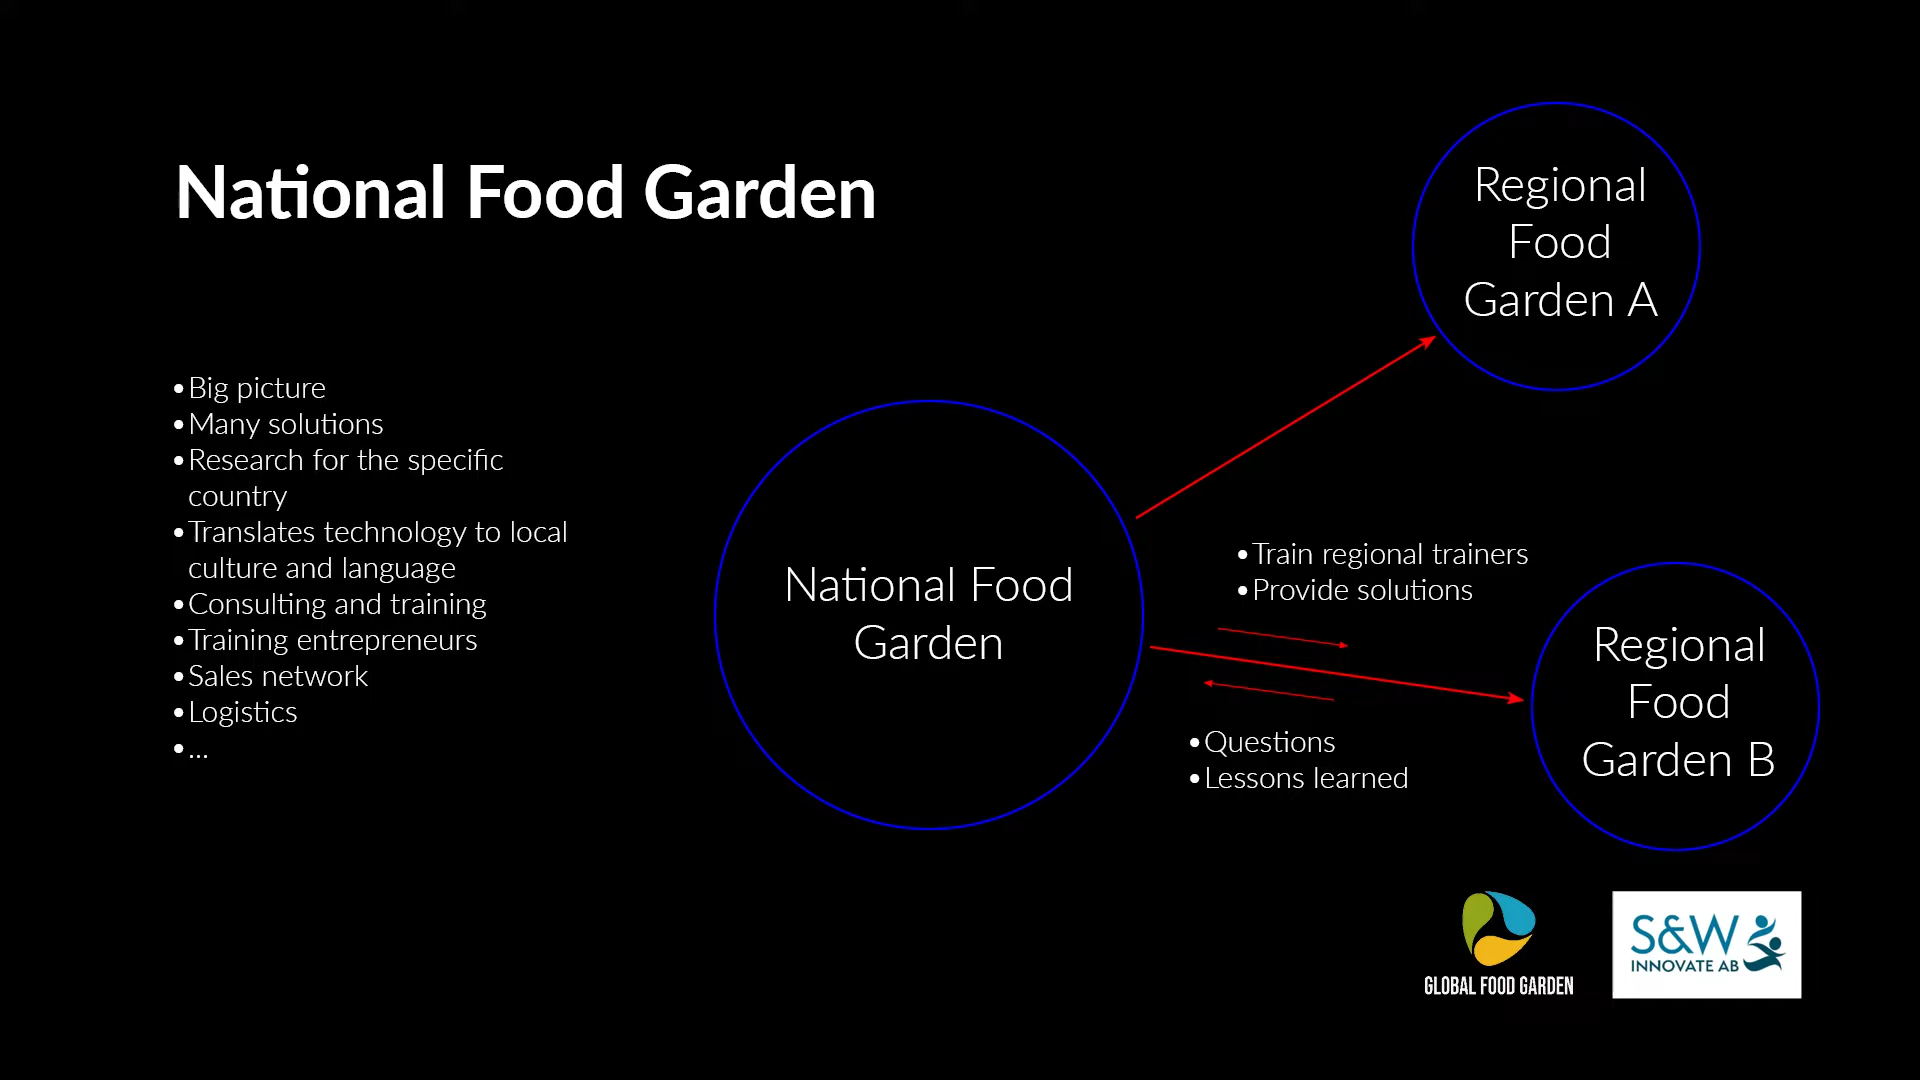 National Food Garden
•Big picture
•Many solutions
•Research for the specific
country
•Translates technology to local
culture and language
•Consulting and training
•Training entrepreneurs
•Sales network
•Logistics
•...
National Food
Garden
Regional
Food
Garden A
•Train regional trainers
•Provide solutions
•Questions
•Lessons learned
Regional
Food
Garden B
GLOBAL FOOD GARDEN
S&W
INNOVATE AB